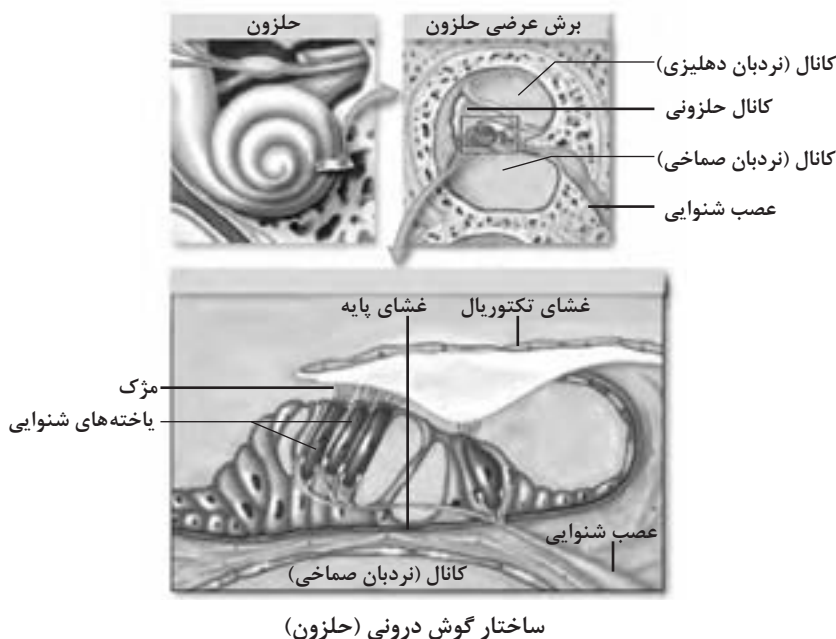 حلزون
برش عرضی حلزون
کانال (نردبان دهلیزی)
کانال حلزونی
کانال (نردبان صماخی)
عصب شنوایی
غشای پایه
غشای تکتوریال
مژک
یاخته‌های شنوایی
عصب شنوایی
کانال (نردبان صماخی)
ساختار گوش درونی (حلزون)